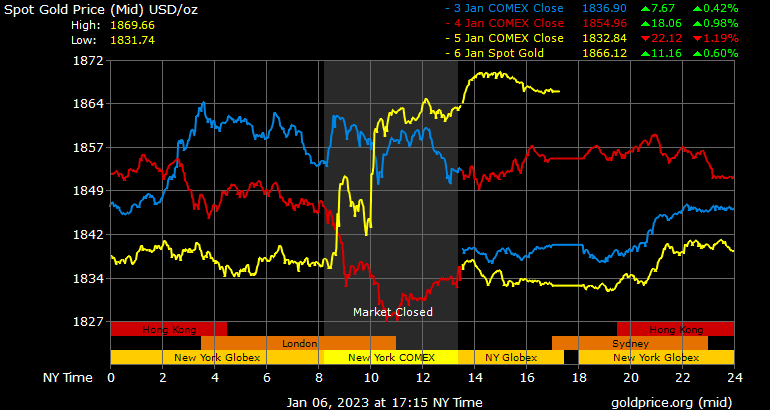 Spot Gold Price (Mid) USD/oz
High: 1869.66
Low: 1831.74
- 3 Jan COMEX Close 1836.90 ▲7.67 ▲0.42%
- 4 Jan COMEX Close 1854.96 ▲18.06 ▲0.98%
- 5 Jan COMEX Close 1832.84 ▼22.12 ▼1.19%
- 6 Jan Spot Gold 1866.12 ▲11.16 ▲0.60%
1872
1864
1857
1849
1842
1834
1827
Market Closed
Hong Kong Hong Kong
London Sydney
New York Globex New York COMEX NY Globex New York Globex
NY Time 0 2 4 6 8 10 12 14 16 18 20 22 24
Jan 06, 2023 at 17:15 NY Time goldprice.org (mid)